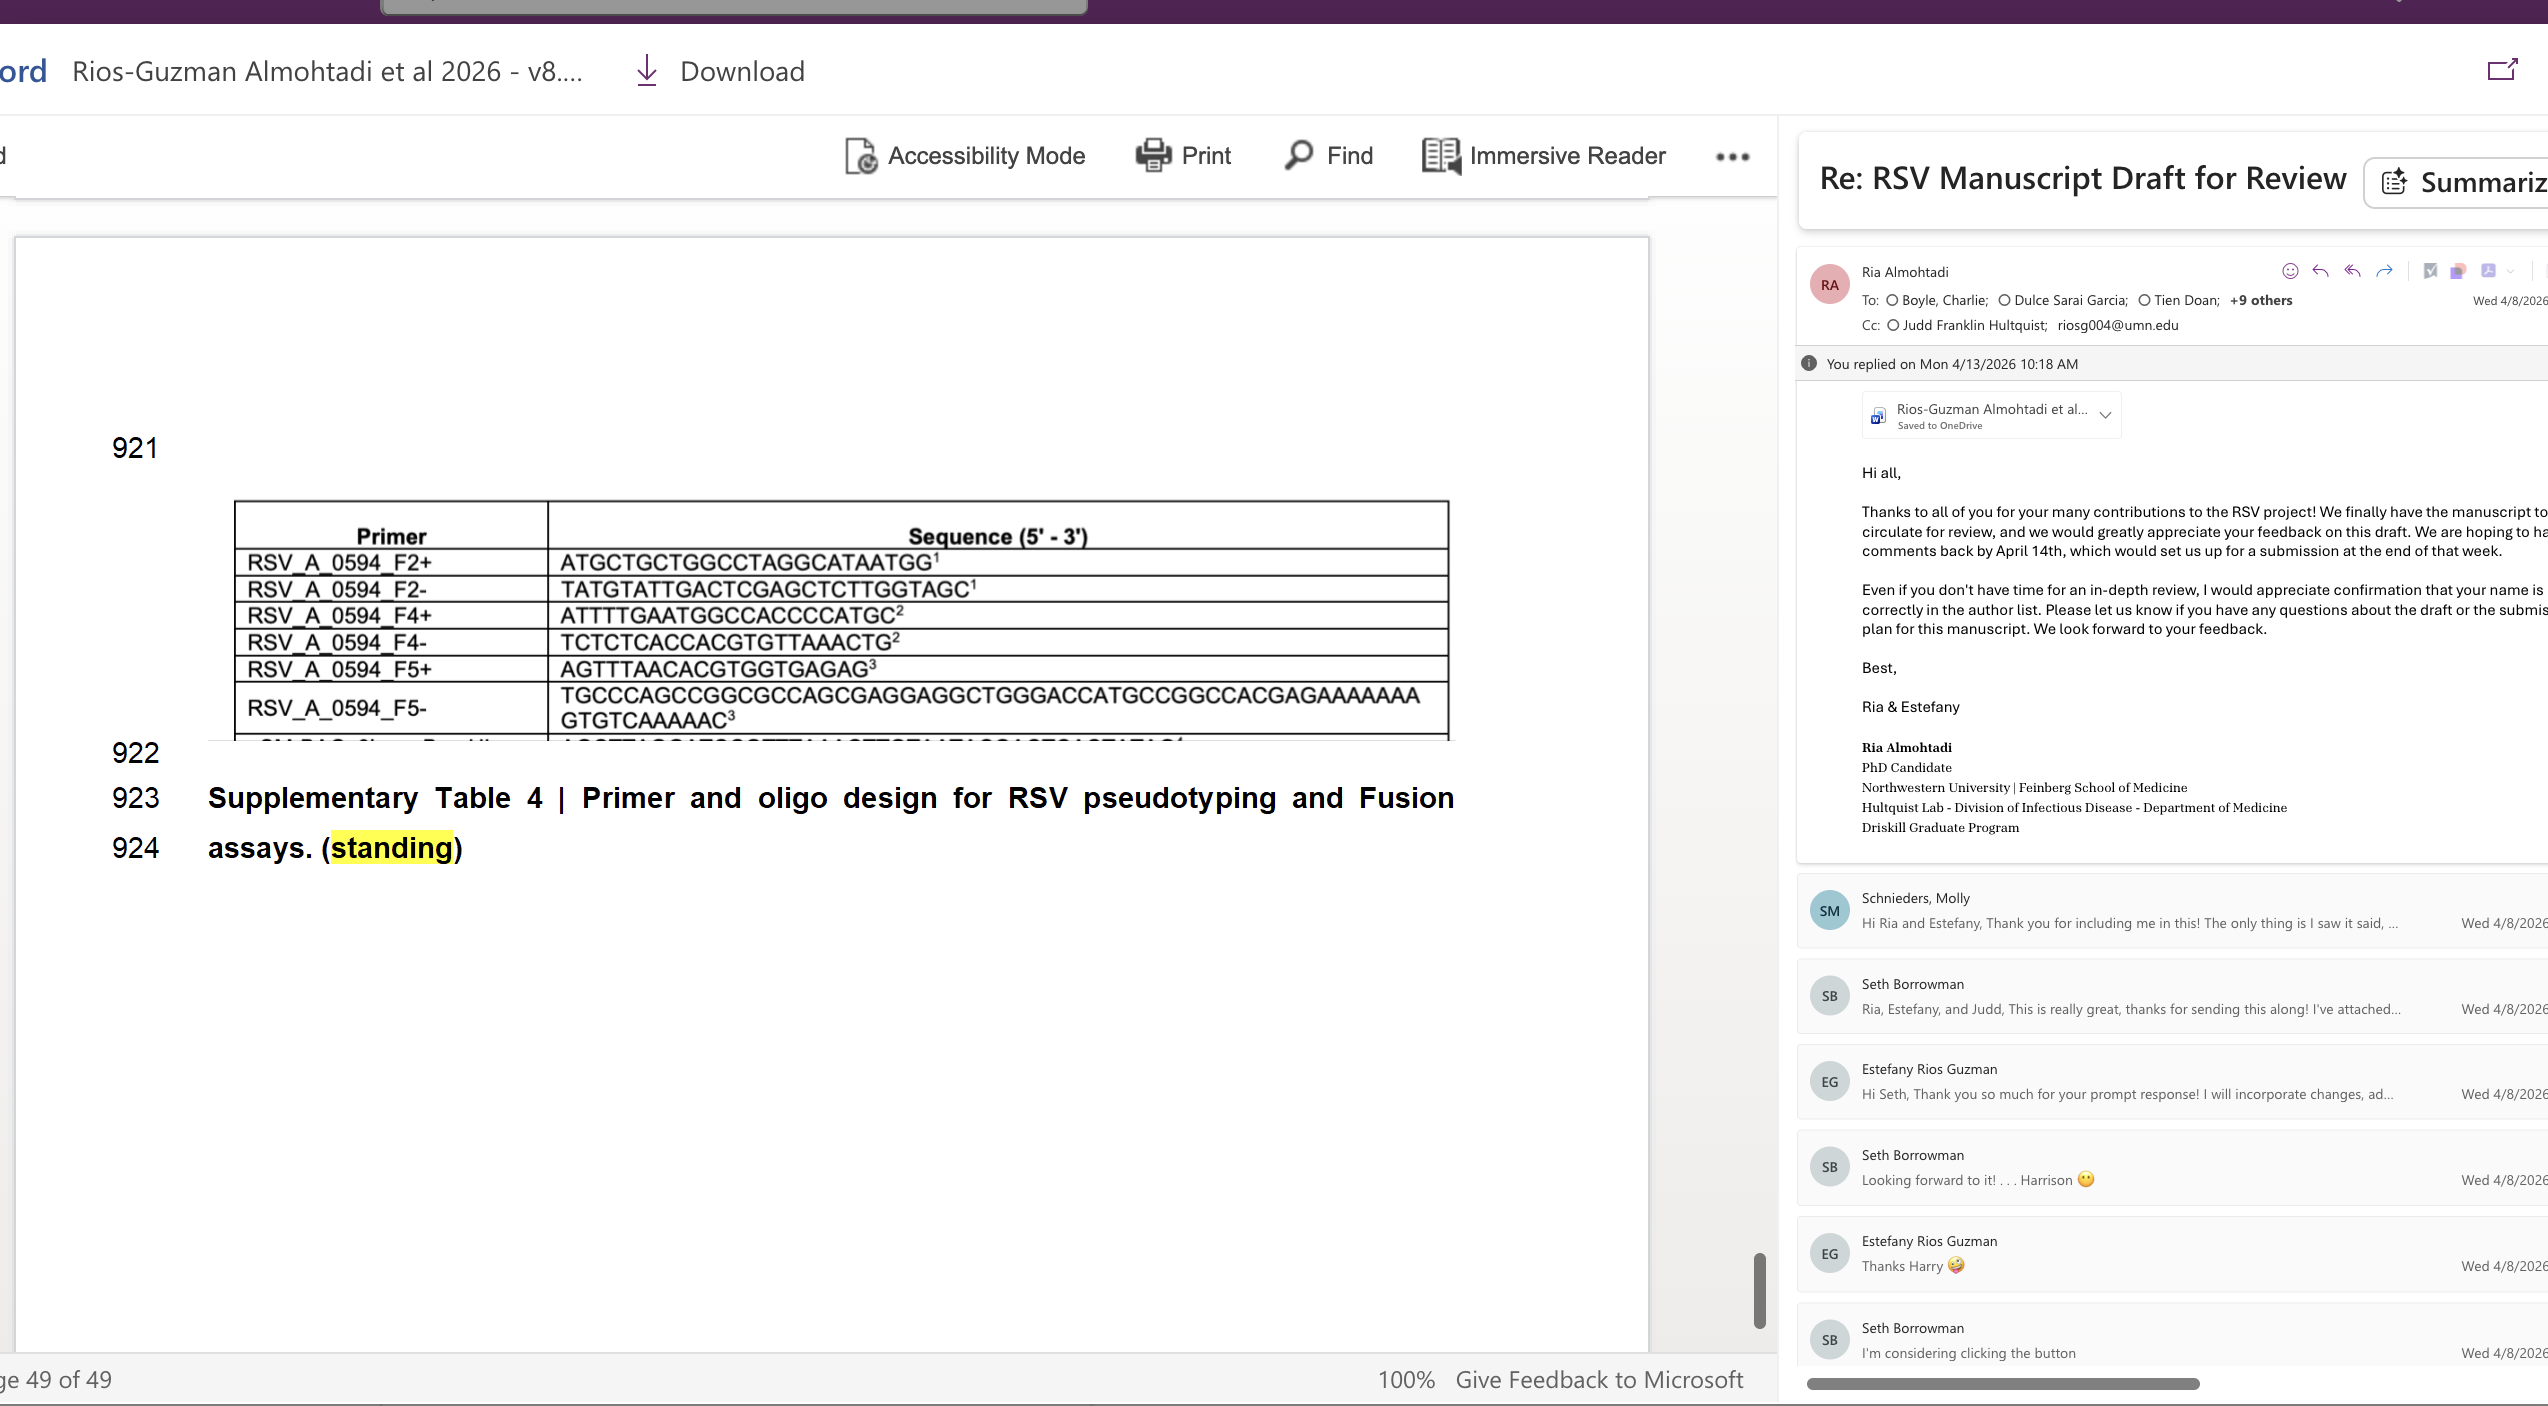 ord Rios-Guzman Almohtadi et al 2026 - v8.... Download
Accessibility Mode Print Find Immersive Reader
921
Primer Sequence (5' - 3')
RSV_A_0594_F2+ ATGCTGCTGGCCTAGGCATAATGG¹
RSV_A_0594_F2- TATGTATTGACTCGAGCTCTTGGTAGC¹
RSV_A_0594_F4+ ATTTTGAATGGCCACCCCATGC²
RSV_A_0594_F4- TCTCTCACCACGTGTTAAACTG²
RSV_A_0594_F5+ AGTTTAACACGTGGTGAGAG³
RSV_A_0594_F5- TGCCCAGCCGGCGCCAGCGAGGAGGCTGGGACCATGCCGGCCACGAGAAAAAAA
GTGTCAAAAAC³
922
923 Supplementary Table 4 | Primer and oligo design for RSV pseudotyping and Fusion
924 assays. (standing)
ge 49 of 49
100% Give Feedback to Microsoft
Re: RSV Manuscript Draft for Review
Summariz
RA
Ria Almohtadi
To: Boyle, Charlie; Dulce Sarai Garcia; Tien Doan; +9 others
Wed 4/8/2026
Cc: Judd Franklin Hultquist; riosg004@umn.edu
You replied on Mon 4/13/2026 10:18 AM
Rios-Guzman Almohtadi et al...
Saved to OneDrive
Hi all,
Thanks to all of you for your many contributions to the RSV project! We finally have the manuscript to
circulate for review, and we would greatly appreciate your feedback on this draft. We are hoping to ha
comments back by April 14th, which would set us up for a submission at the end of that week.
Even if you don't have time for an in-depth review, I would appreciate confirmation that your name is
correctly in the author list. Please let us know if you have any questions about the draft or the submis
plan for this manuscript. We look forward to your feedback.
Best,
Ria & Estefany
Ria Almohtadi
PhD Candidate
Northwestern University | Feinberg School of Medicine
Hultquist Lab - Division of Infectious Disease - Department of Medicine
Driskill Graduate Program
SM
Schnieders, Molly
Hi Ria and Estefany, Thank you for including me in this! The only thing is I saw it said, ...
Wed 4/8/2026
SB
Seth Borrowman
Ria, Estefany, and Judd, This is really great, thanks for sending this along! I've attached...
Wed 4/8/2026
EG
Estefany Rios Guzman
Hi Seth, Thank you so much for your prompt response! I will incorporate changes, ad...
Wed 4/8/2026
SB
Seth Borrowman
Looking forward to it! . . . Harrison 😶
Wed 4/8/2026
EG
Estefany Rios Guzman
Thanks Harry 🤪
Wed 4/8/2026
SB
Seth Borrowman
I'm considering clicking the button
Wed 4/8/2026